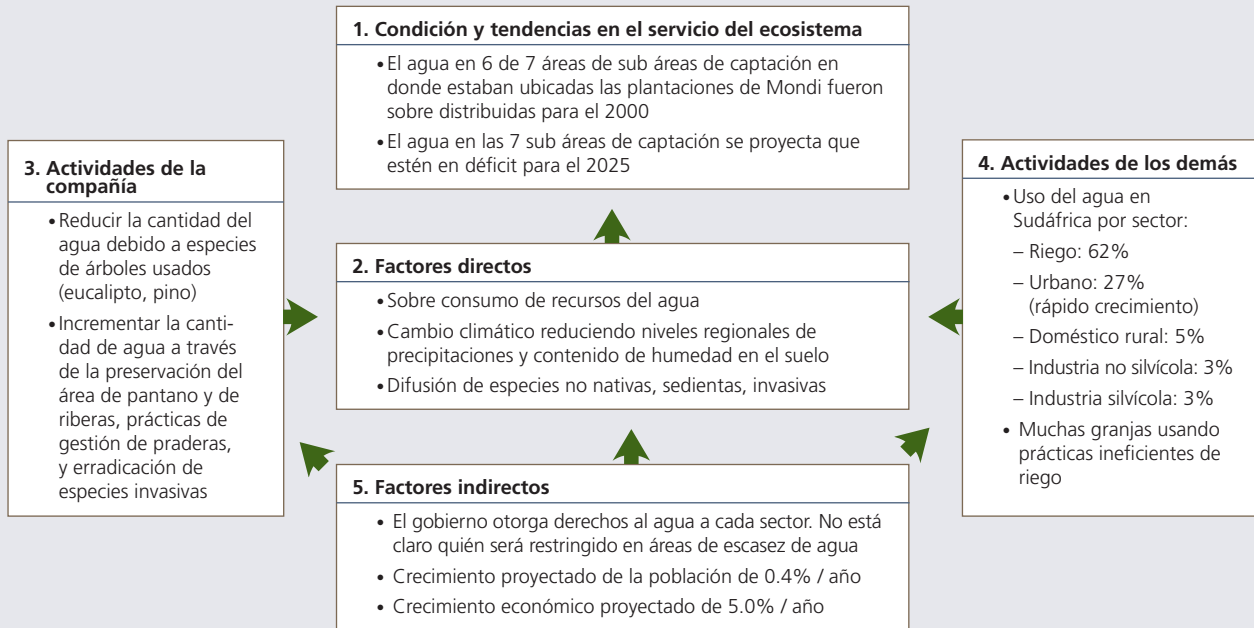 1. Condición y tendencias en el servicio del ecosistema
• El agua en 6 de 7 áreas de sub áreas de captación en
donde estaban ubicadas las plantaciones de Mondi fueron
sobre distribuidas para el 2000
• El agua en las 7 sub áreas de captación se proyecta que
estén en déficit para el 2025
3. Actividades de la
compañía
• Reducir la cantidad del
agua debido a especies
de árboles usados
(eucalipto, pino)
• Incrementar la canti-
dad de agua a través
de la preservación del
área de pantano y de
riberas, prácticas de
gestión de praderas,
y erradicación de
especies invasivas
2. Factores directos
• Sobre consumo de recursos del agua
• Cambio climático reduciendo niveles regionales de
precipitaciones y contenido de humedad en el suelo
• Difusión de especies no nativas, sedientas, invasivas
4. Actividades de los demás
• Uso del agua en
Sudáfrica por sector:
– Riego: 62%
– Urbano: 27%
(rápido crecimiento)
– Doméstico rural: 5%
– Industria no silvícola: 3%
– Industria silvícola: 3%
• Muchas granjas usando
prácticas ineficientes de
riego
5. Factores indirectos
• El gobierno otorga derechos al agua a cada sector. No está
claro quién será restringido en áreas de escasez de agua
• Crecimiento proyectado de la población de 0.4% / año
• Crecimiento económico proyectado de 5.0% / año